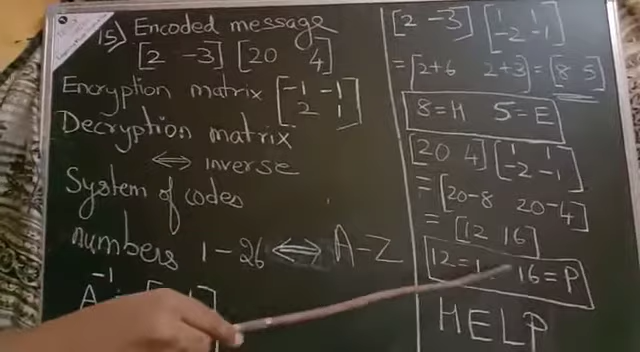 15) Encoded message
[2 -3] [20 4]
Encryption matrix [-1 -1
2 1]
Decryption matrix
⟺ inverse
System of codes
numbers 1-26 ⟺ A-Z
A⁻¹
[2 -3] [1 1
-2 -1]
= [2+6 2+3] = [8 5]
8=H 5=E
[20 4] [1 1
-2 -1]
= [20-8 20-4]
= [12 16]
12= 16=P
HELP